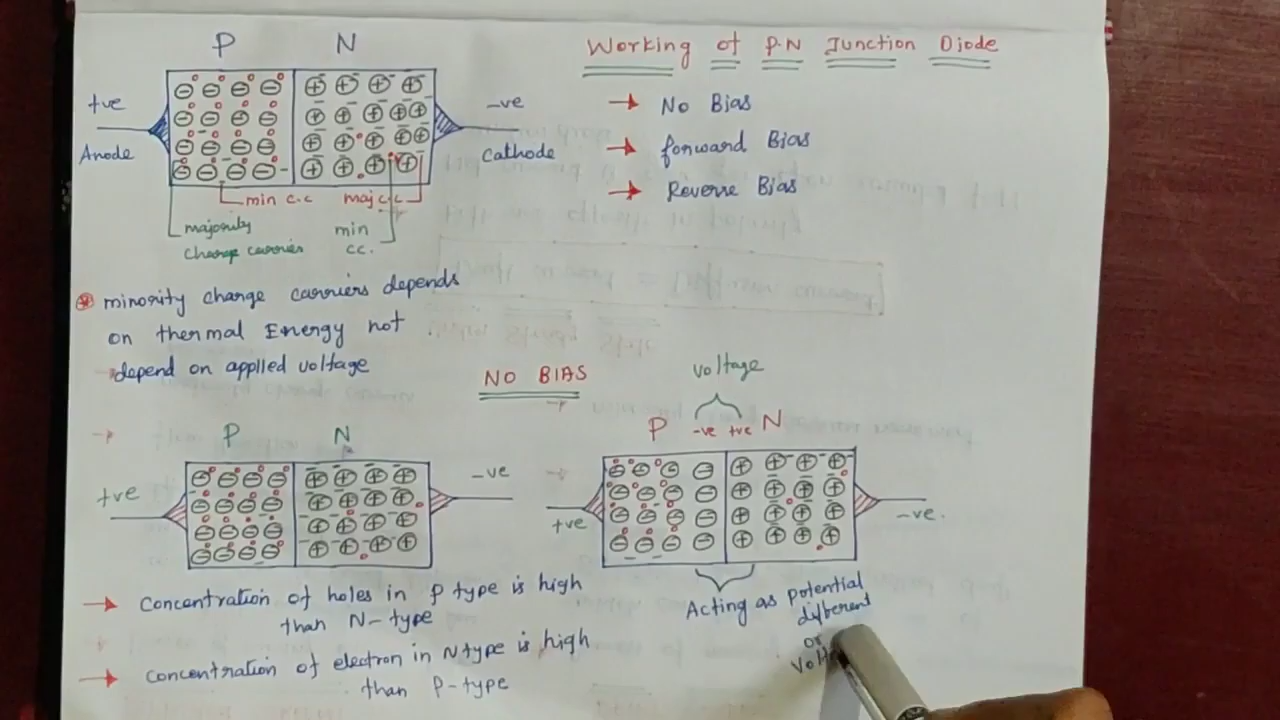 P N
Working of P-N Junction Diode
+ve
-ve
Anode
Cathode
→ No Bias
→ forward Bias
→ Reverse Bias
min c.c maj c.c
majority
charge carrier
min
cc.
minority charge carriers depends
on thermal Energy not
depend on applied voltage
NO BIAS
voltage
P N
P -ve +ve N
+ve
-ve
+ve
-ve.
→ Concentration of holes in P type is high
than N-type
→ Concentration of electron in N type is high
than P-type
Acting as potential
different
or